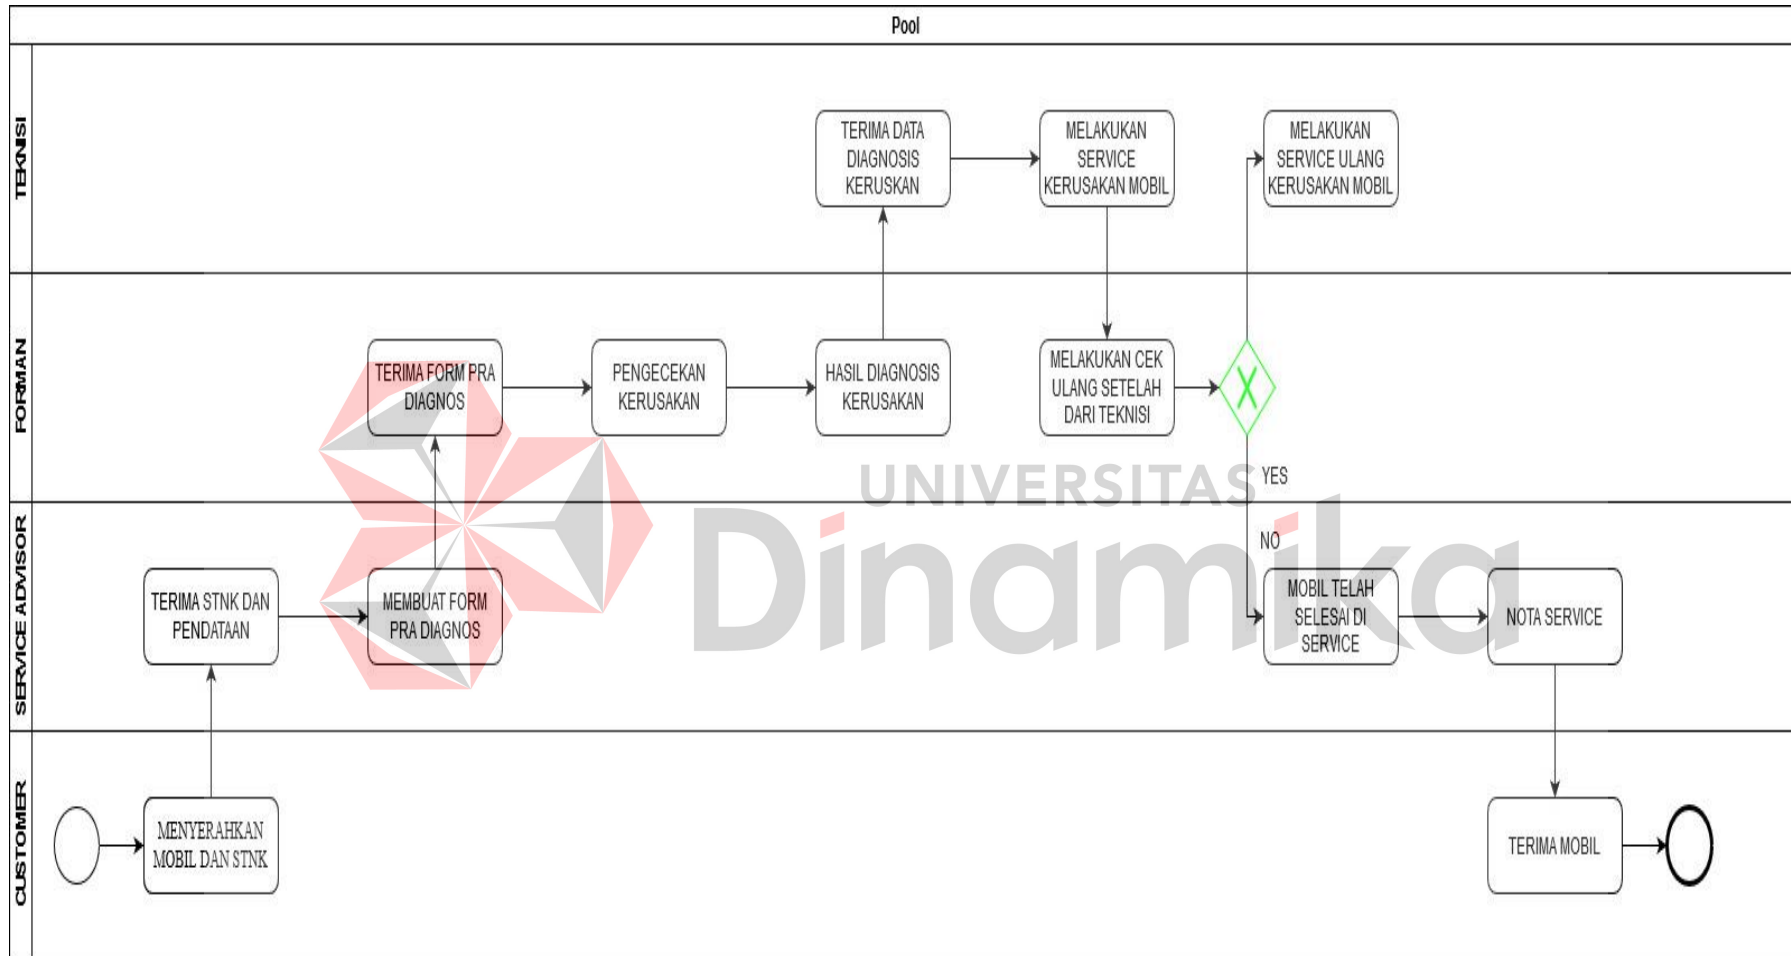 Pool
TEKNISI
TERIMA DATA
DIAGNOSIS
KERUSKAN
MELAKUKAN
SERVICE
KERUSAKAN MOBIL
MELAKUKAN
SERVICE ULANG
KERUSAKAN MOBIL
FORMAN
TERIMA FORM PRA
DIAGNOS
PENGECEKAN
KERUSAKAN
HASIL DIAGNOSIS
KERUSAKAN
MELAKUKAN CEK
ULANG SETELAH
DARI TEKNISI
X
YES
UNIVERSITAS
Dinamika
SERVICE ADVISOR
TERIMA STNK DAN
PENDATAAN
MEMBUAT FORM
PRA DIAGNOS
NO
MOBIL TELAH
SELESAI DI
SERVICE
NOTA SERVICE
CUSTOMER
MENYERAHKAN
MOBIL DAN STNK
TERIMA MOBIL